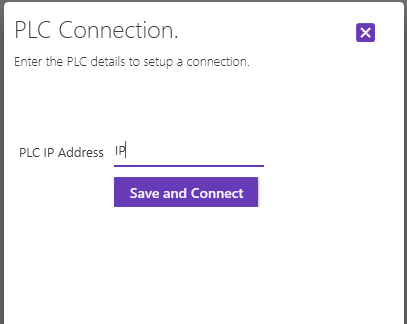 PLC Connection.
Enter the PLC details to setup a connection.
PLC IP Address IP
Save and Connect